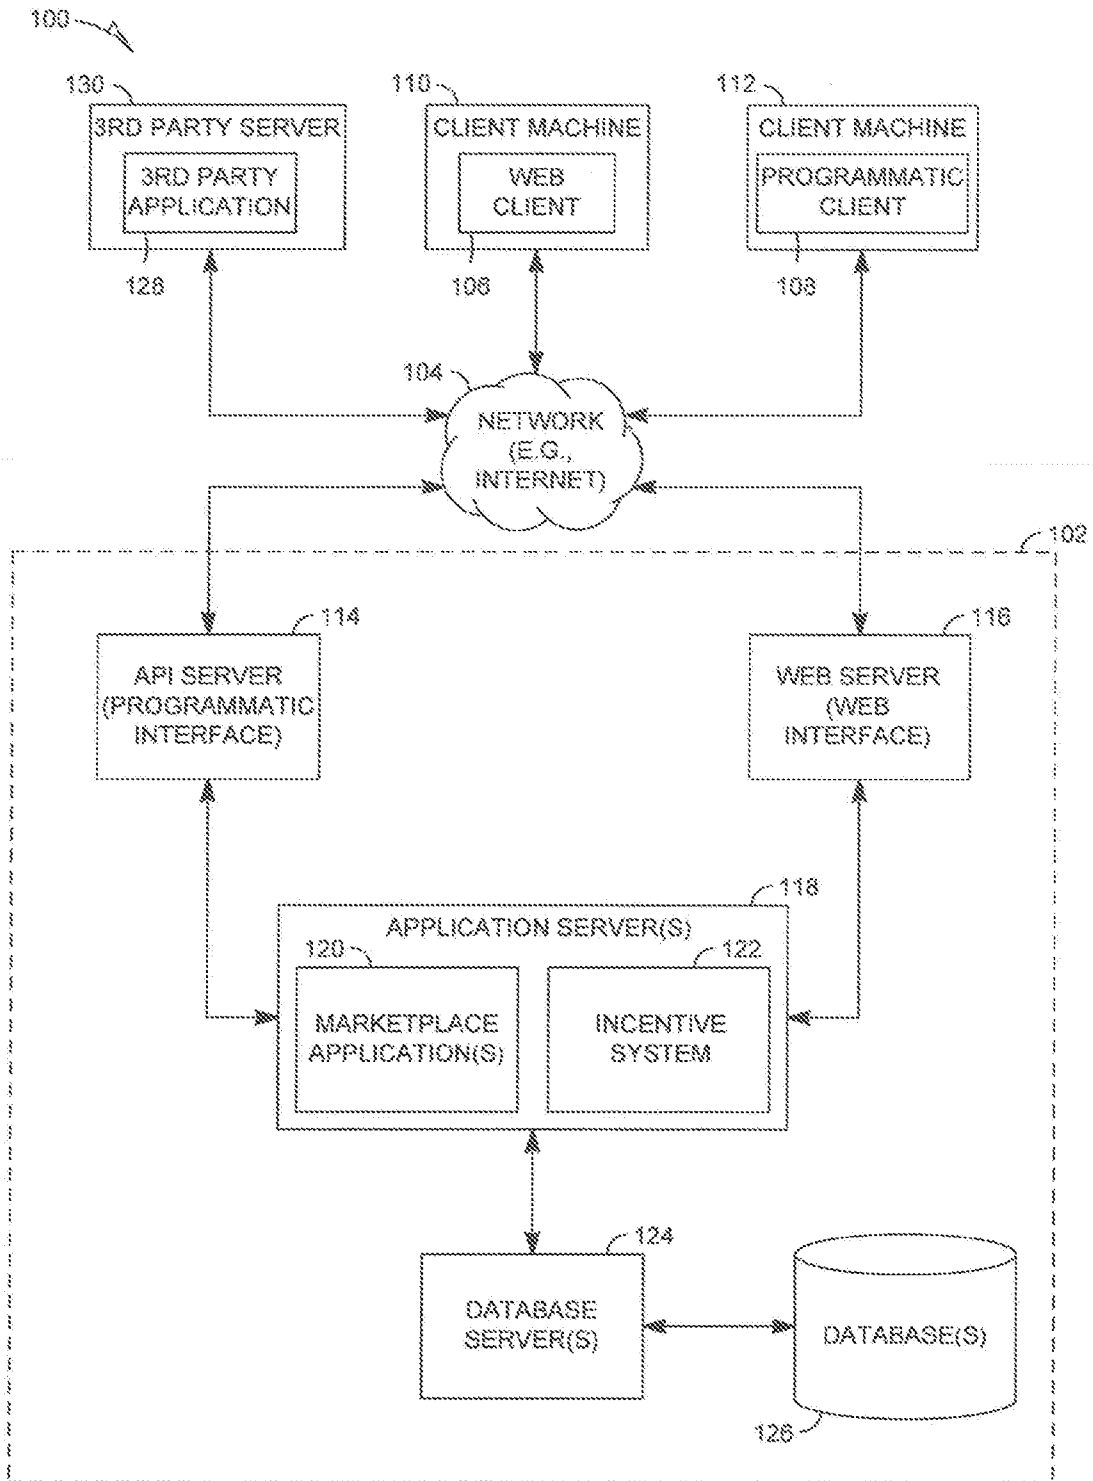 100
130
110
112
3RD PARTY SERVER
CLIENT MACHINE
CLIENT MACHINE
3RD PARTY
APPLICATION
WEB
CLIENT
PROGRAMMATIC
CLIENT
128
106
108
104
NETWORK
(E.G.,
INTERNET)
102
114
116
API SERVER
(PROGRAMMATIC
INTERFACE)
WEB SERVER
(WEB
INTERFACE)
118
APPLICATION SERVER(S)
120
122
MARKETPLACE
APPLICATION(S)
INCENTIVE
SYSTEM
124
DATABASE
SERVER(S)
DATABASE(S)
126